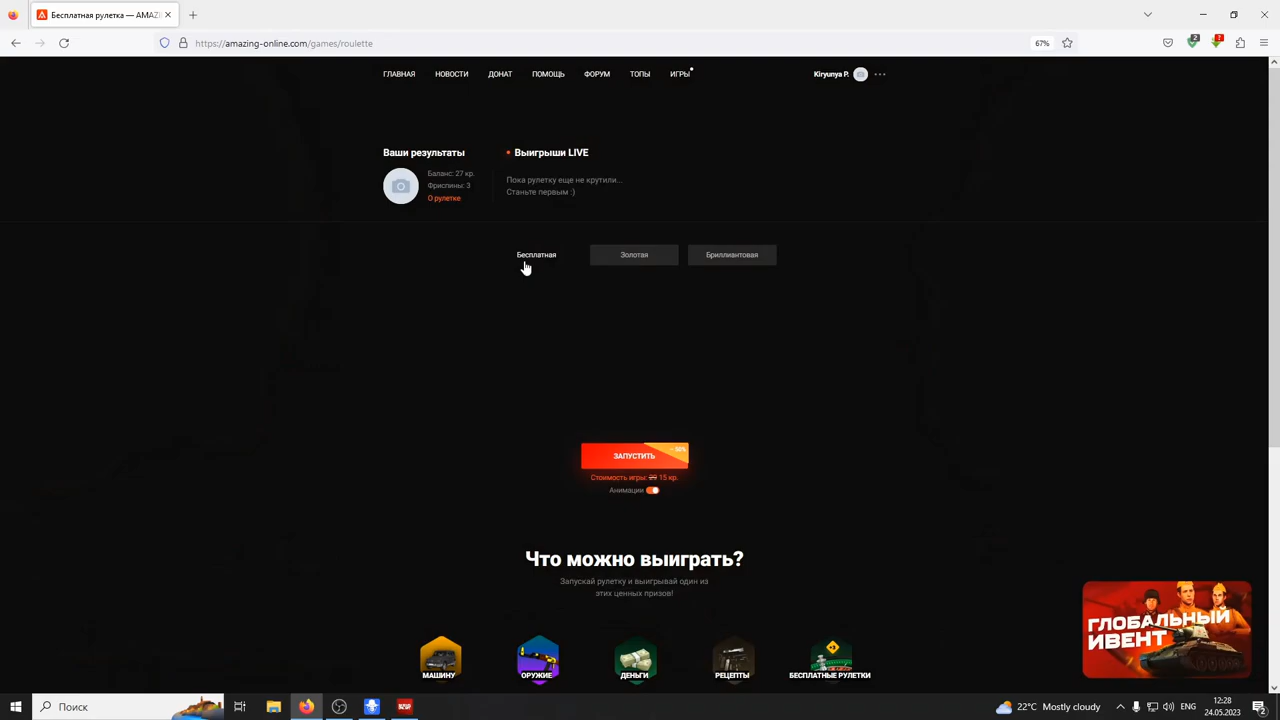 Бесплатная рулетка — AMAZI
https://amazing-online.com/games/roulette
67%
2
?
ГЛАВНАЯ
НОВОСТИ
ДОНАТ
ПОМОЩЬ
ФОРУМ
ТОПЫ
ИГРЫ
Kiryunya P.
Ваши результаты
Баланс: 27 кр.
Фриспины: 3
О рулетке
Выигрыши LIVE
Пока рулетку еще не крутили...
Станьте первым :)
Бесплатная
Золотая
Бриллиантовая
ЗАПУСТИТЬ
Стоимость игры: 15 кр.
Анимации
Что можно выиграть?
Запускай рулетку и выигрывай один из
этих ценных призов!
МАШИНУ
ОРУЖИЕ
ДЕНЬГИ
РЕЦЕПТЫ
БЕСПЛАТНЫЕ РУЛЕТКИ
ГЛОБАЛЬНЫЙ
ИВЕНТ
Поиск
22°C Mostly cloudy
ENG
12:28
24.05.2023